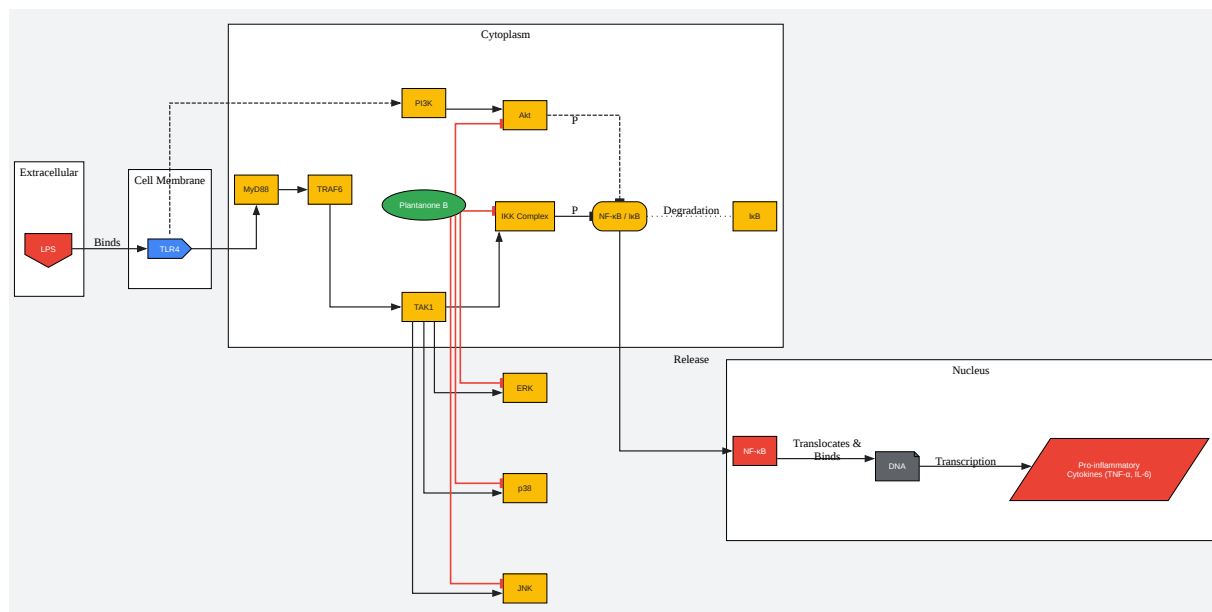 Cytoplasm
PI3K
Akt
P
Extracellular
Cell Membrane
MyD88
TRAF6
Plantanone B
IKK Complex
P
NF-κB / IκB
Degradation
IκB
LPS
Binds
TLR4
TAK1
Release
Nucleus
ERK
NF-κB
Translocates &
Binds
DNA
Transcription
Pro-inflammatory
Cytokines (TNF-α, IL-6)
p38
JNK